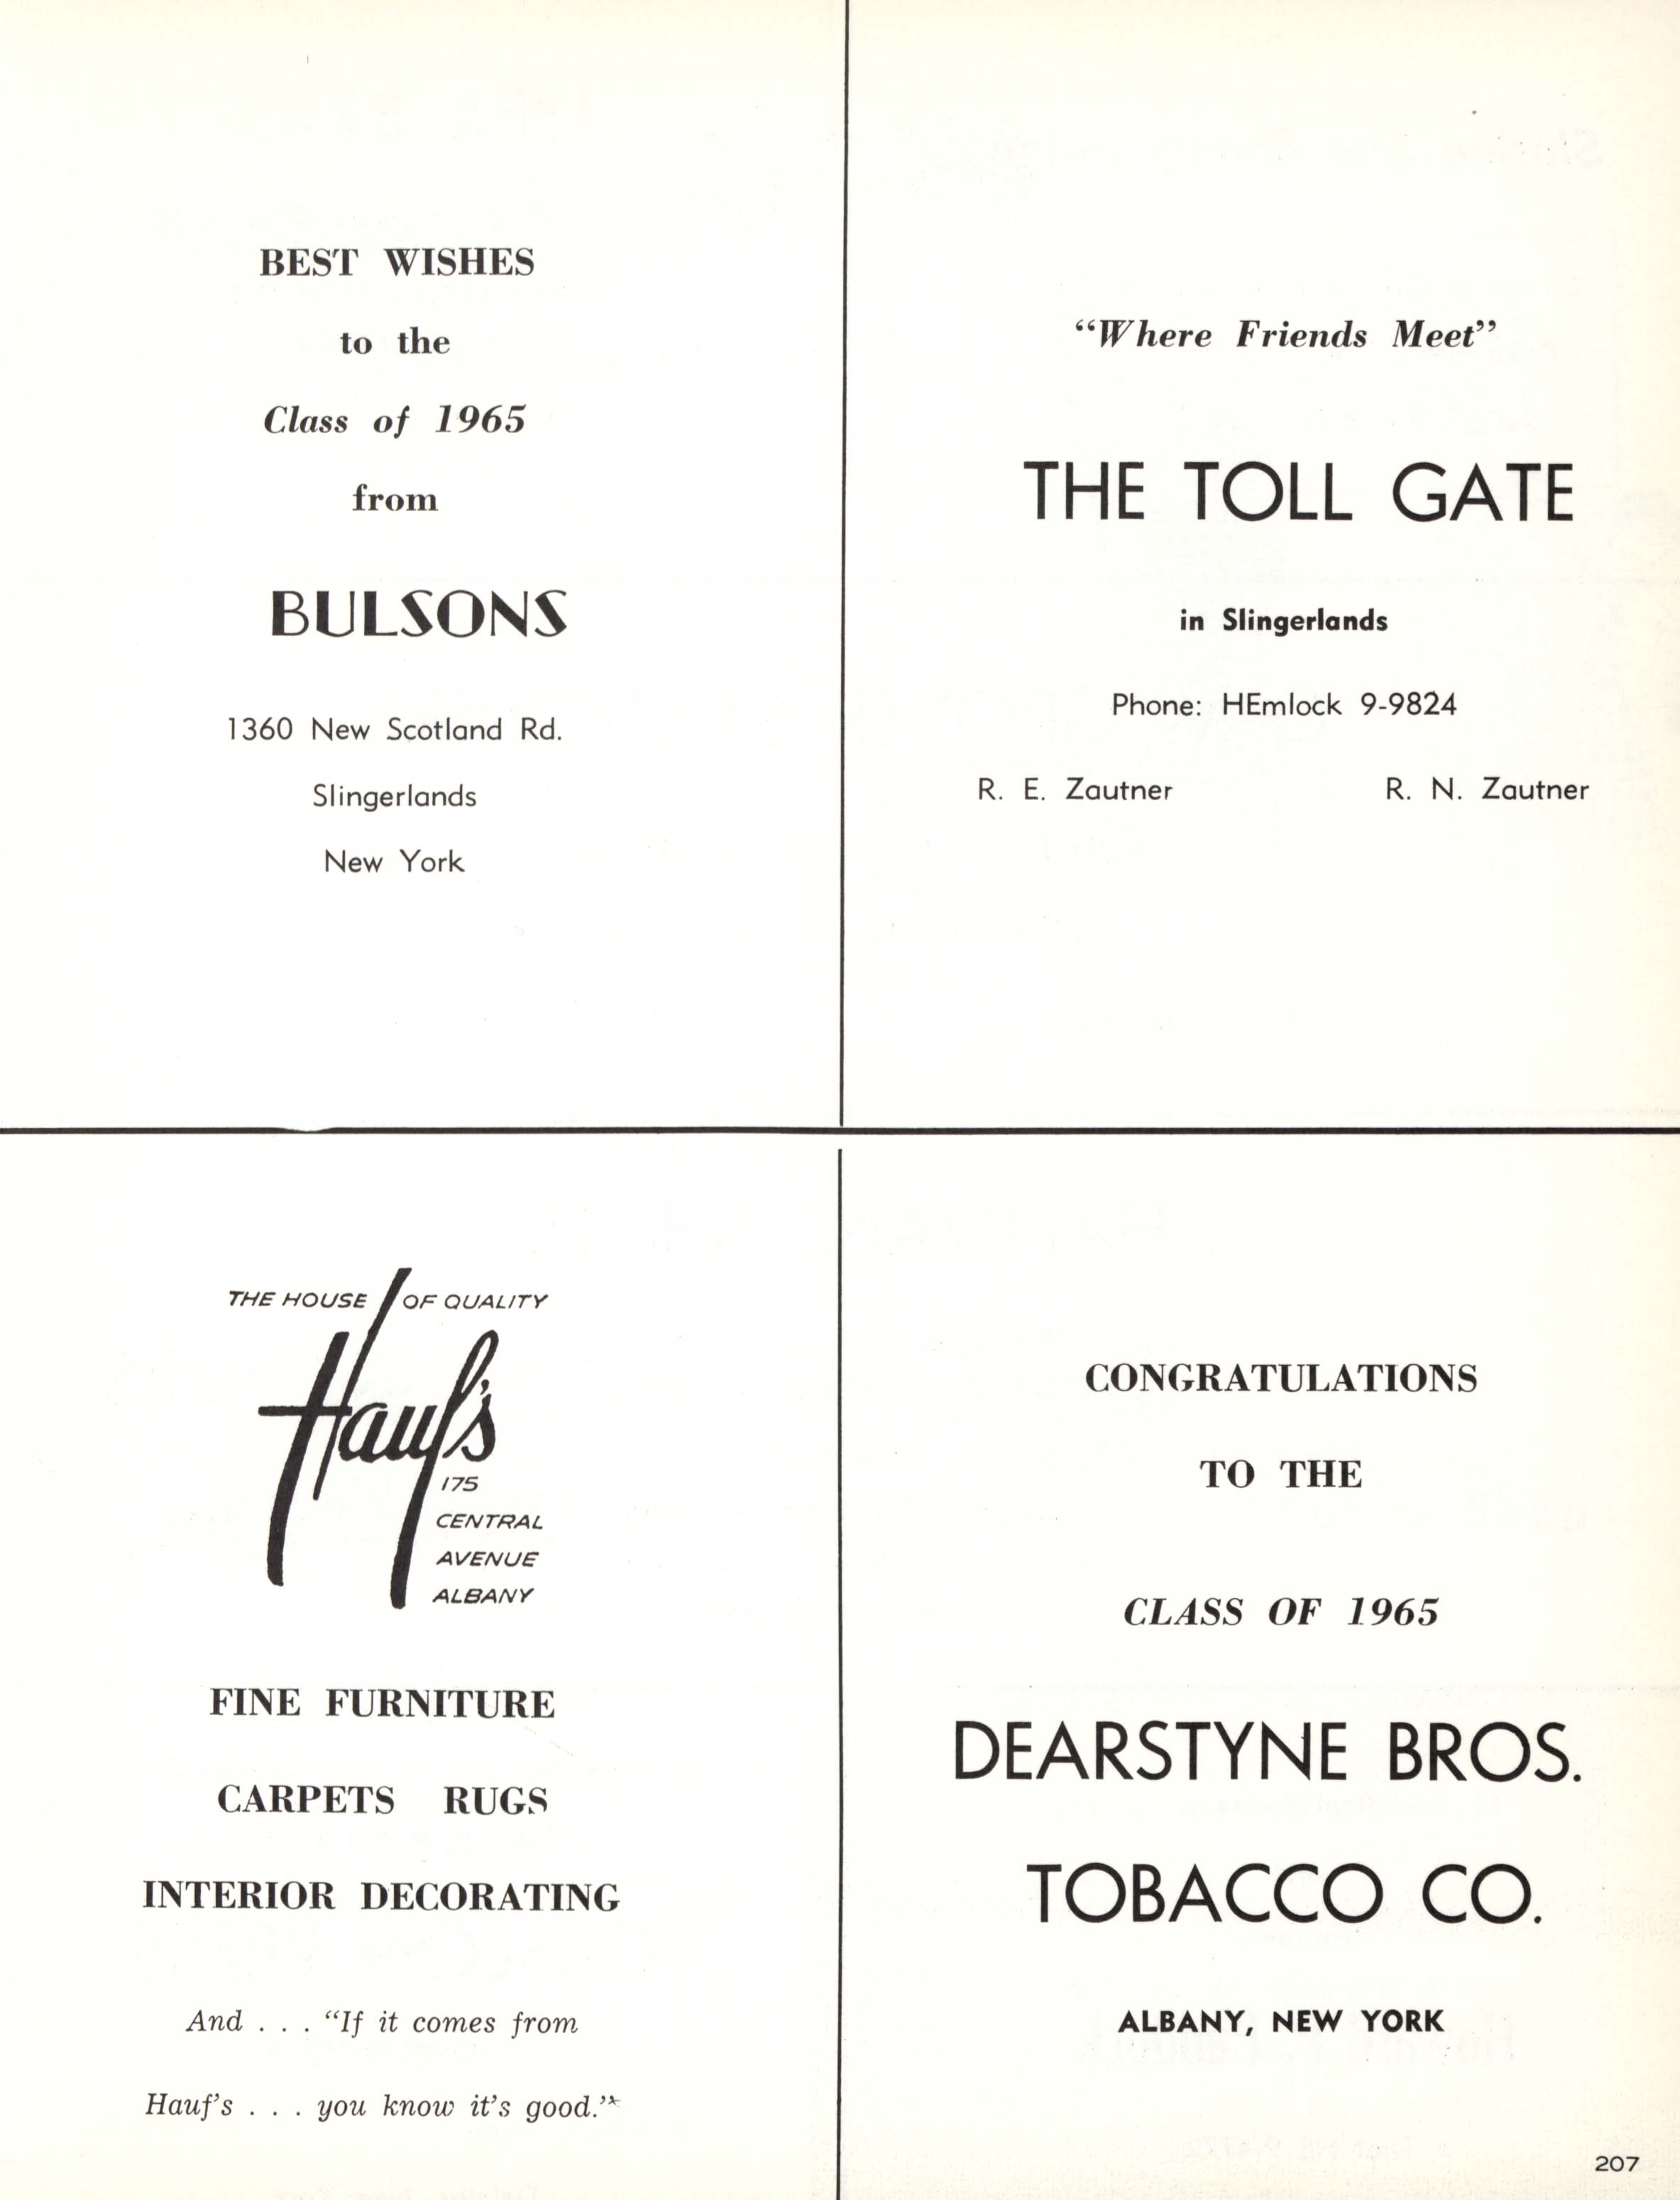 BEST WISHES
to the
Class of 1965
from
BULSONS
1360 New Scotland Rd.
Slingerlands
New York
“Where Friends Meet”
THE TOLL GATE
in Slingerlands
Phone: HEmlock 9-9824
R. E. Zautner R. N. Zautner
THE HOUSE OF QUALITY
Hauf's
175
CENTRAL
AVENUE
ALBANY
FINE FURNITURE
CARPETS RUGS
INTERIOR DECORATING
And . . . “If it comes from
Hauf's . . . you know it's good.”
CONGRATULATIONS
TO THE
CLASS OF 1965
DEARSTYNE BROS.
TOBACCO CO.
ALBANY, NEW YORK
207